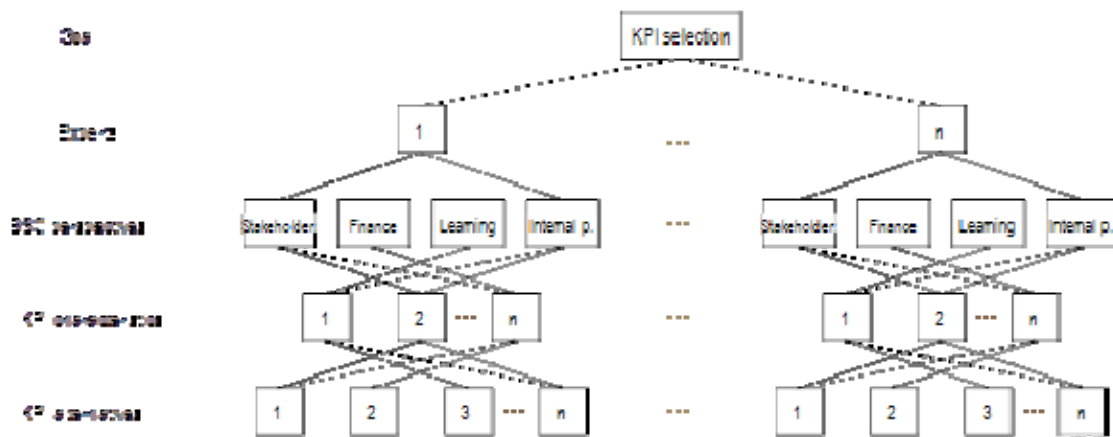 KPI selection
1 --- n
Stakeholder Finance Learning Internal p. --- Stakeholder Finance Learning Internal p.
1 2 --- n --- 1 2 --- n
1 2 3 --- n --- 1 2 3 --- n